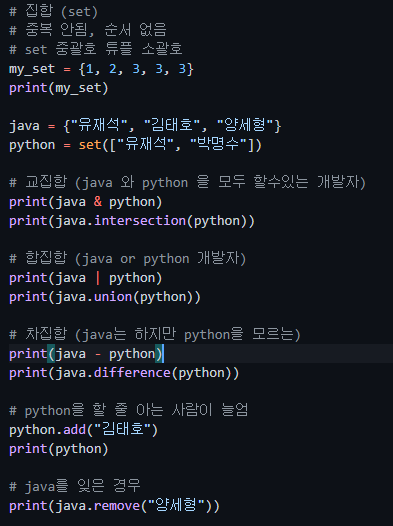 # 집합 (set)
# 중복 안됨, 순서 없음
# set 중괄호 튜플 소괄호
my_set = {1, 2, 3, 3, 3}
print(my_set)
java = {"유재석", "김태호", "양세형"}
python = set(["유재석", "박명수"])
# 교집합 (java 와 python 을 모두 할수있는 개발자)
print(java & python)
print(java.intersection(python))
# 합집합 (java or python 개발자)
print(java | python)
print(java.union(python))
# 차집합 (java는 하지만 python을 모르는)
print(java - python)
print(java.difference(python))
# python을 할 줄 아는 사람이 늘엄
python.add("김태호")
print(python)
# java를 잊은 경우
print(java.remove("양세형"))